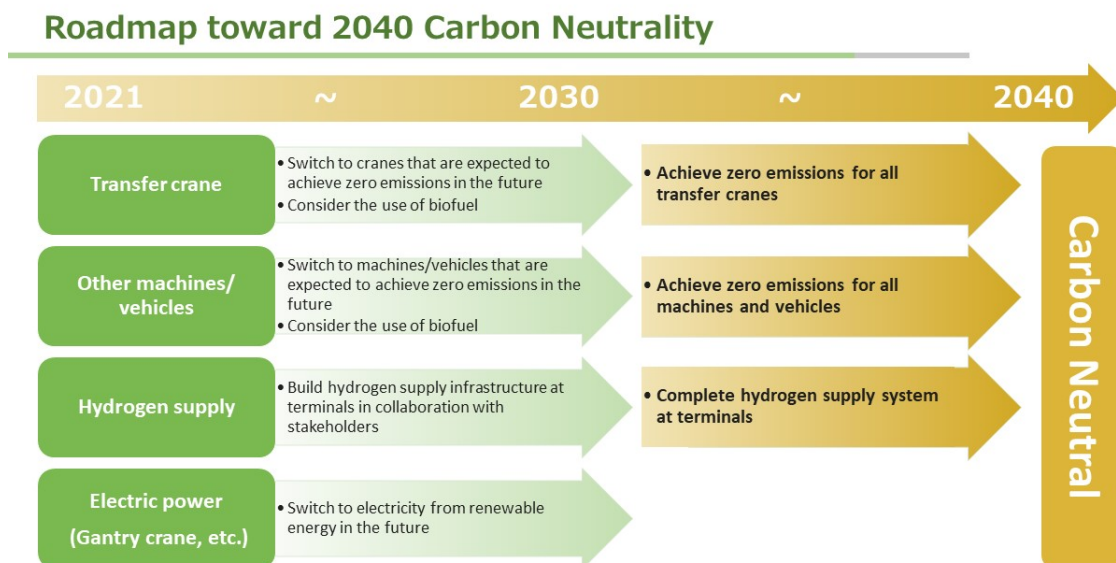 Roadmap toward 2040 Carbon Neutrality
2021 ~ 2030 ~ 2040
Transfer crane
• Switch to cranes that are expected to
achieve zero emissions in the future
• Consider the use of biofuel
• Achieve zero emissions for all
transfer cranes
Other machines/
vehicles
• Switch to machines/vehicles that are
expected to achieve zero emissions in the
future
• Consider the use of biofuel
• Achieve zero emissions for all
machines and vehicles
Hydrogen supply
• Build hydrogen supply infrastructure at
terminals in collaboration with
stakeholders
• Complete hydrogen supply system
at terminals
Electric power
(Gantry crane, etc.)
• Switch to electricity from renewable
energy in the future
Carbon Neutral